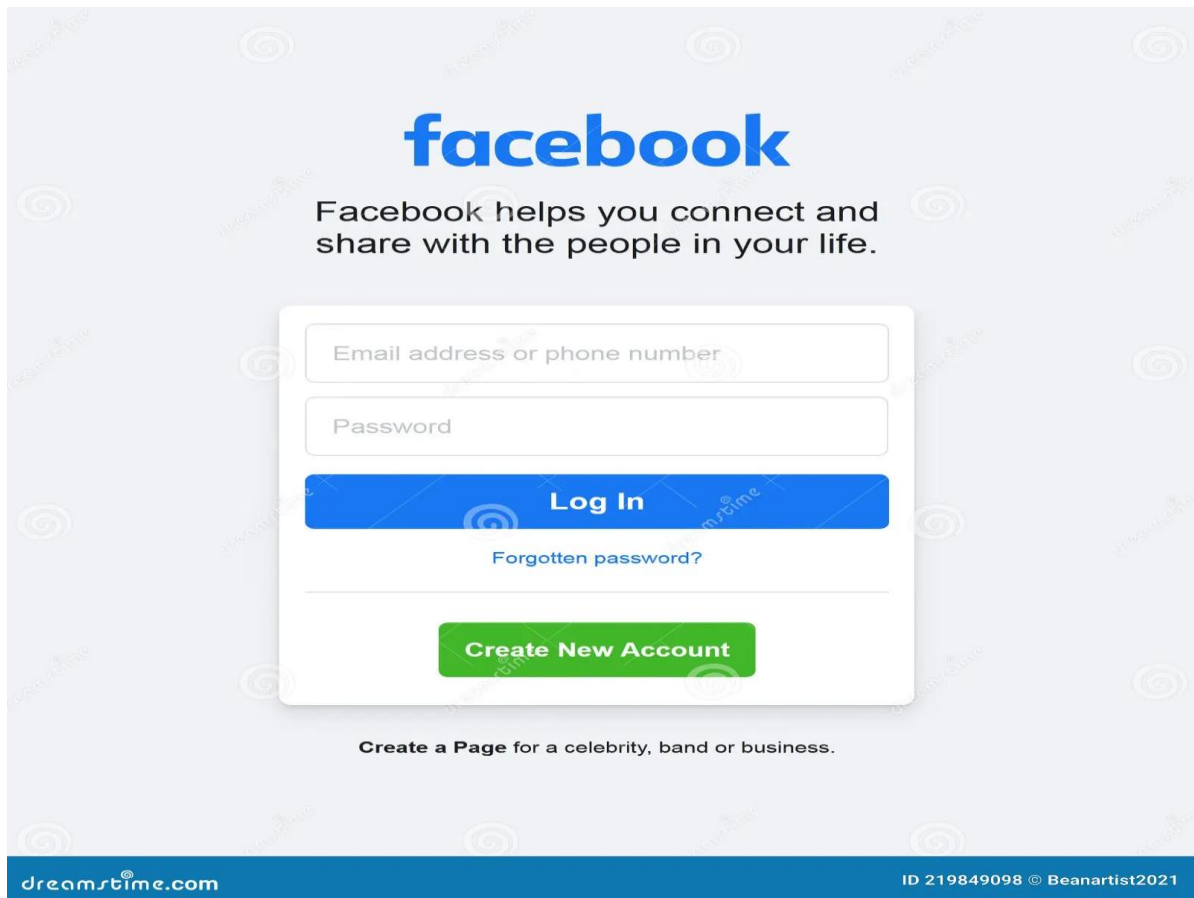 facebook
Facebook helps you connect and
share with the people in your life.
Email address or phone number
Password
Log In
Forgotten password?
Create New Account
Create a Page for a celebrity, band or business.
dreamstime.com
ID 219849098 © Beanartist2021